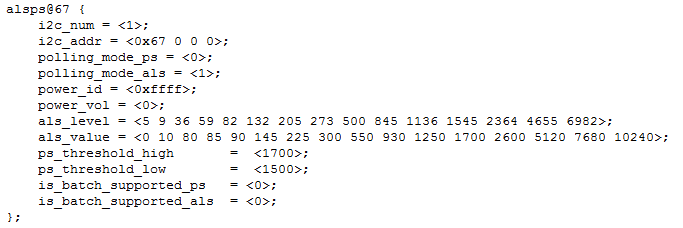 alsps@67 {
    i2c_num = <1>;
    i2c_addr = <0x67 0 0 0>;
    polling_mode_ps = <0>;
    polling_mode_als = <1>;
    power_id = <0xffff>;
    power_vol = <0>;
    als_level = <5 9 36 59 82 132 205 273 500 845 1136 1545 2364 4655 6982>;
    als_value = <0 10 80 85 90 145 225 300 550 930 1250 1700 2600 5120 7680 10240>;
    ps_threshold_high       =  <1700>;
    ps_threshold_low        =  <1500>;
    is_batch_supported_ps   = <0>;
    is_batch_supported_als  = <0>;
};